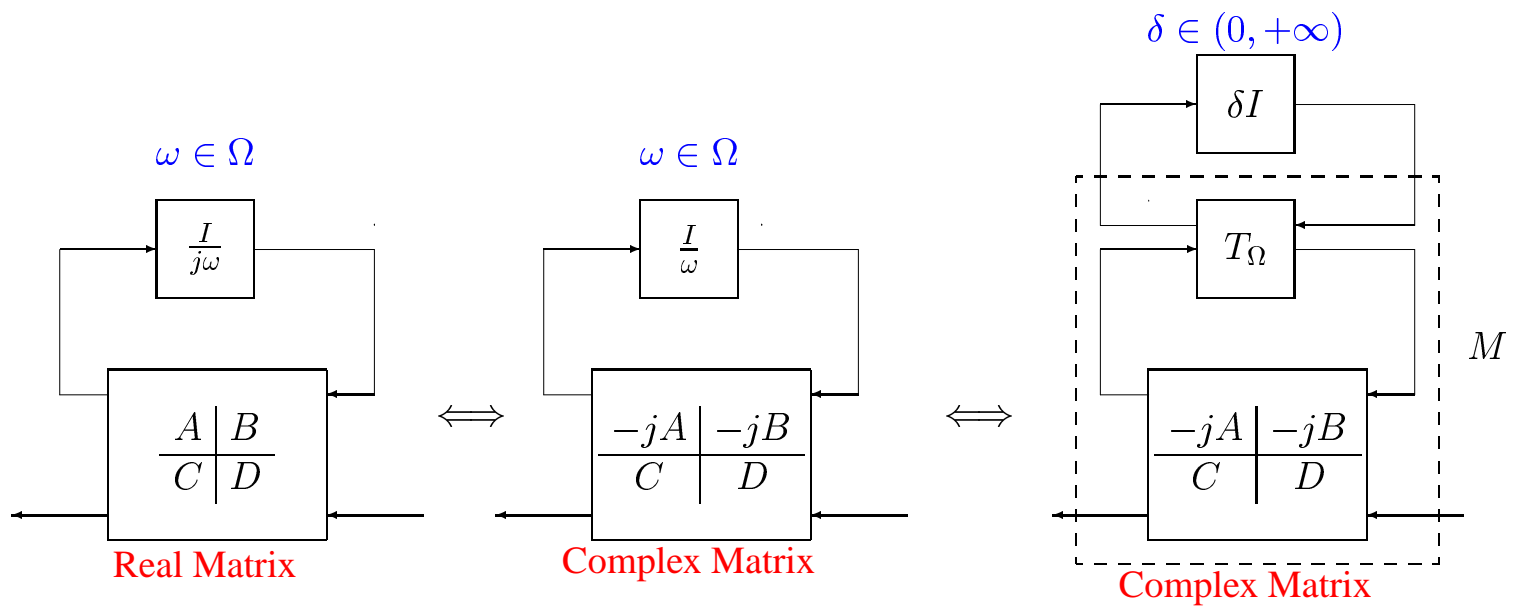 ω ∈ Ω
I/jω
A B
C D
Real Matrix
⟺
ω ∈ Ω
I/ω
−jA −jB
C D
Complex Matrix
⟺
δ ∈ (0, +∞)
δI
T_Ω
M
−jA −jB
C D
Complex Matrix